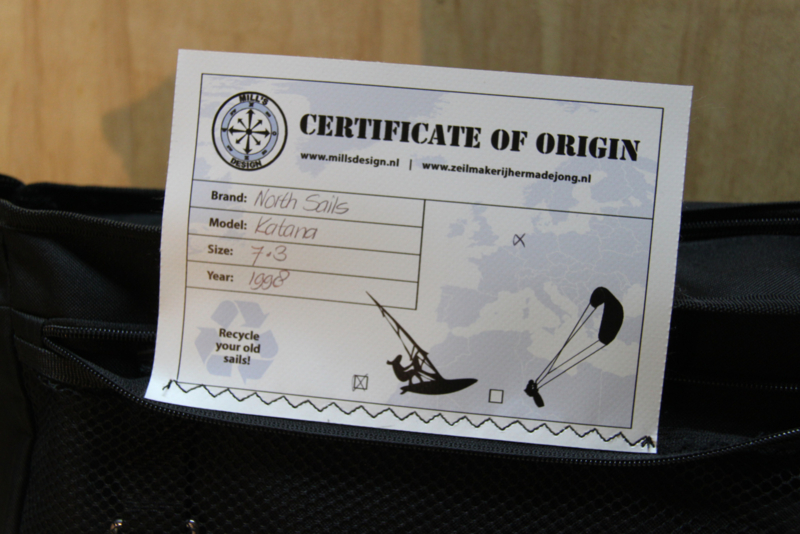 MILL'S
DESIGN
CERTIFICATE OF ORIGIN
www.millsdesign.nl | www.zeilmakerijhermadejong.nl
Brand: North Sails
Model: Katana
Size: 7.3
Year: 1998
Recycle
your old
sails!